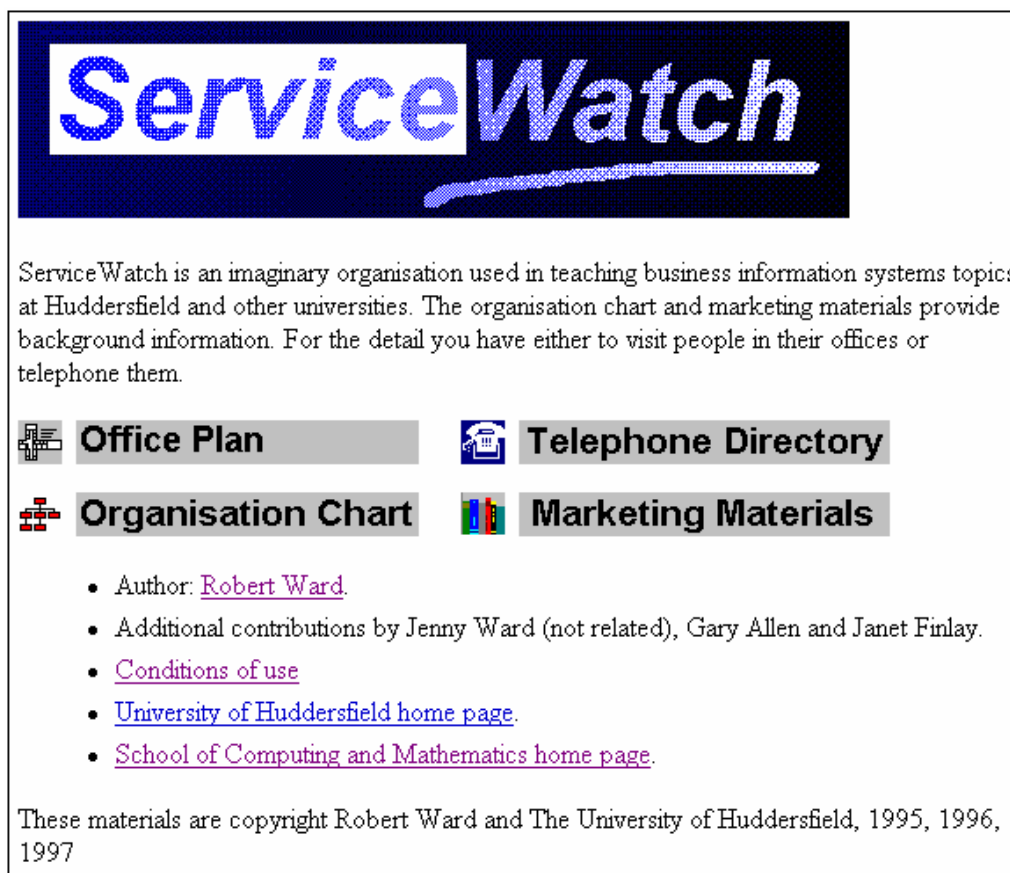 ServiceWatch
ServiceWatch is an imaginary organisation used in teaching business information systems topics
at Huddersfield and other universities. The organisation chart and marketing materials provide
background information. For the detail you have either to visit people in their offices or
telephone them.
Office Plan
Telephone Directory
Organisation Chart
Marketing Materials
Author: Robert Ward.
Additional contributions by Jenny Ward (not related), Gary Allen and Janet Finlay.
Conditions of use
University of Huddersfield home page.
School of Computing and Mathematics home page.
These materials are copyright Robert Ward and The University of Huddersfield, 1995, 1996,
1997